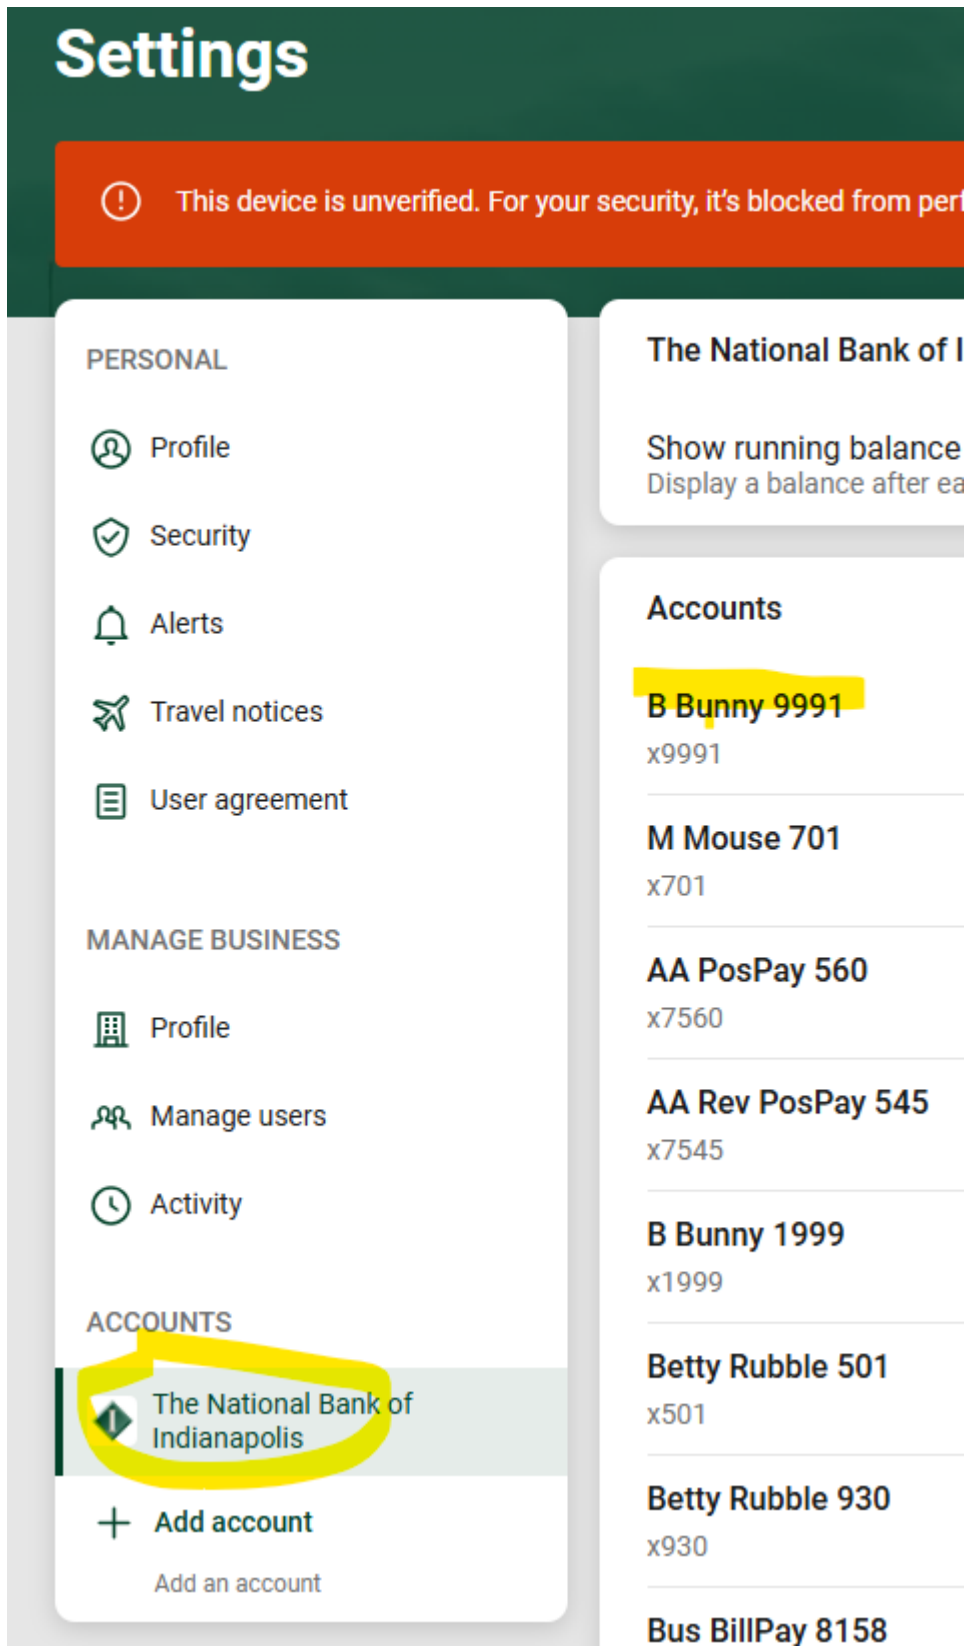 Settings
This device is unverified. For your security, it's blocked from
PERSONAL
Profile
Security
Alerts
Travel notices
User agreement
MANAGE BUSINESS
Profile
Manage users
Activity
ACCOUNTS
The National Bank of
Indianapolis
Add account
Add an account
The National Bank of
Show running balance
Display a balance after
Accounts
B Bunny 9991
x9991
M Mouse 701
x701
AA PosPay 560
x7560
AA Rev PosPay 545
x7545
B Bunny 1999
x1999
Betty Rubble 501
x501
Betty Rubble 930
x930
Bus BillPay 8158